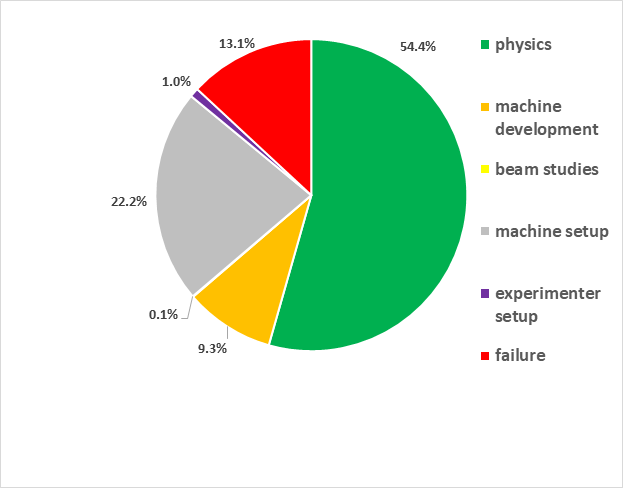 13.1%
54.4%
1.0%
22.2%
0.1%
9.3%
physics
machine
development
beam studies
machine setup
experimenter
setup
failure